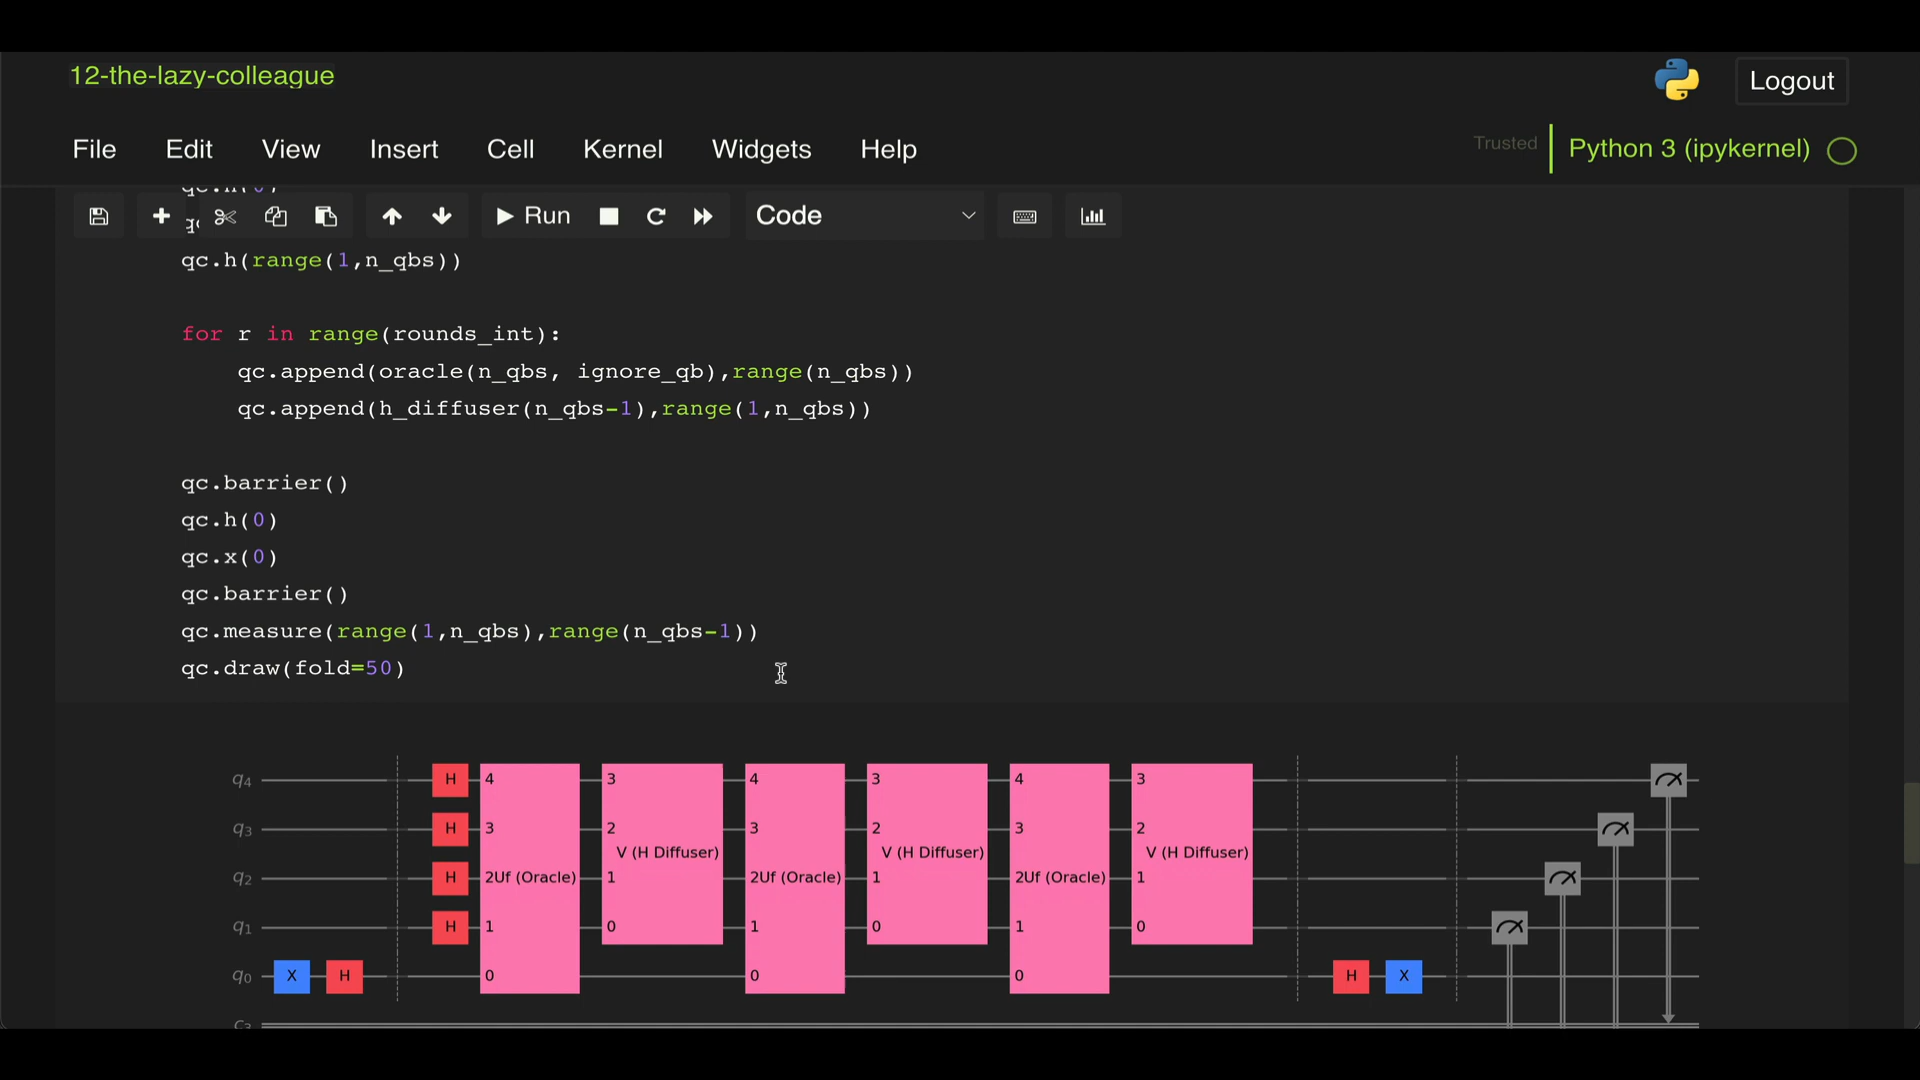 12-the-lazy-colleague
Logout
File Edit View Insert Cell Kernel Widgets Help
Trusted
Python 3 (ipykernel)
Run
Code
qc.h(range(1,n_qbs))
for r in range(rounds_int):
qc.append(oracle(n_qbs, ignore_qb),range(n_qbs))
qc.append(h_diffuser(n_qbs-1),range(1,n_qbs))
qc.barrier()
qc.h(0)
qc.x(0)
qc.barrier()
qc.measure(range(1,n_qbs),range(n_qbs-1))
qc.draw(fold=50)
q4 H 4 3 4 3 4 3
q3 H 3 2 3 2 3 2
V (H Diffuser) V (H Diffuser) V (H Diffuser)
q2 H 2Uf (Oracle) 1 2Uf (Oracle) 1 2Uf (Oracle) 1
q1 H 1 0 1 0 1 0
q0 X H 0 0 0 H X